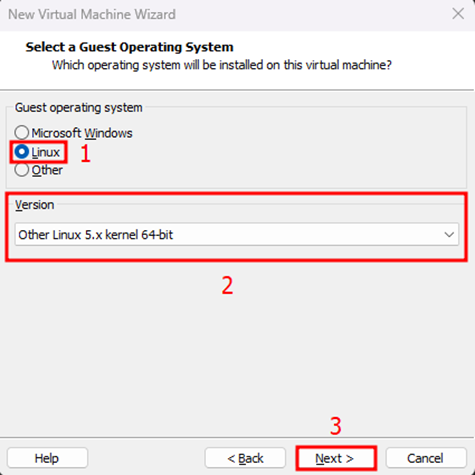 New Virtual Machine Wizard
Select a Guest Operating System
Which operating system will be installed on this virtual machine?
Guest operating system
Microsoft Windows
Linux 1
Other
Version
Other Linux 5.x kernel 64-bit
2
3
Help < Back Next > Cancel